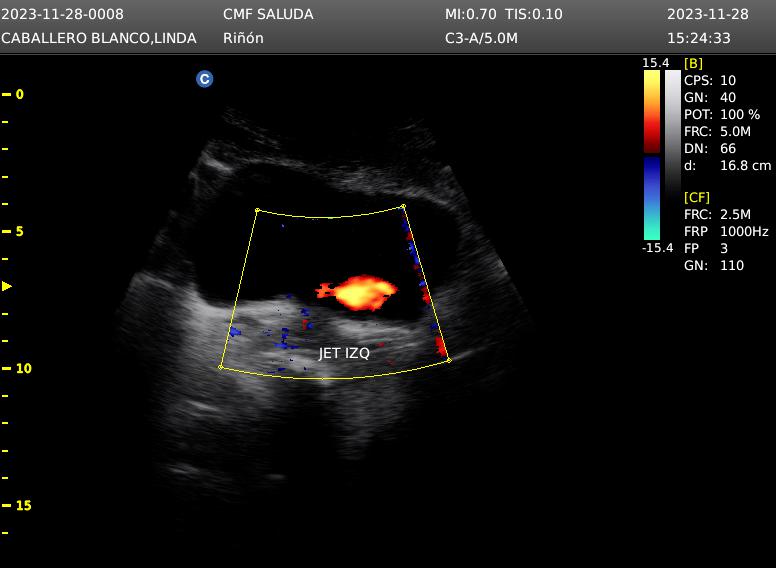 2023-11-28-0008 CMF SALUDA MI:0.70 TIS:0.10 2023-11-28
CABALLERO BLANCO,LINDA Riñón C3-A/5.0M 15:24:33
C
15.4
-15.4
[B]
CPS: 10
GN: 40
POT: 100 %
FRC: 5.0M
DN: 66
d: 16.8 cm
[CF]
FRC: 2.5M
FRP 1000Hz
FP 3
GN: 110
0
5
10
15
JET IZQ